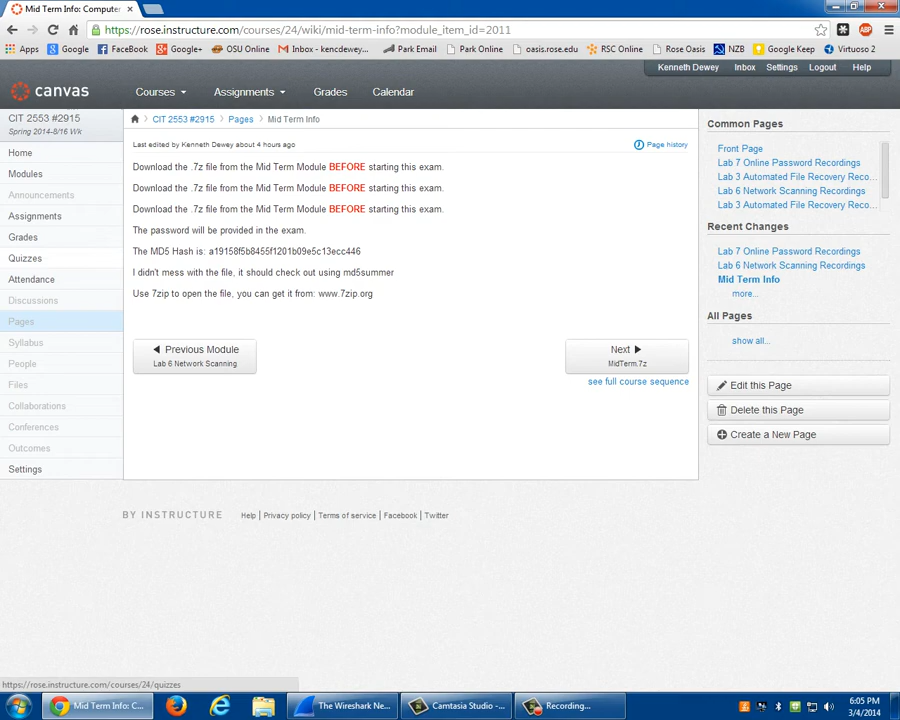 Mid Term Info: Computer
https://rose.instructure.com/courses/24/wiki/mid-term-info?module_item_id=2011
Apps Google FaceBook Google+ OSU Online Inbox - kencdewe... Park Email Park Online oasis.rose.edu RSC Online Rose Oasis NZB Google Keep Virtuoso 2
Kenneth Dewey Inbox Settings Logout Help
canvas Courses Assignments Grades Calendar
CIT 2553 #2915
Spring 2014-8/16 Wk
Home
Modules
Announcements
Assignments
Grades
Quizzes
Attendance
Discussions
Pages
Syllabus
People
Files
Collaborations
Conferences
Outcomes
Settings
CIT 2553 #2915 Pages Mid Term Info
Last edited by Kenneth Dewey about 4 hours ago Page history
Download the .7z file from the Mid Term Module BEFORE starting this exam.
Download the .7z file from the Mid Term Module BEFORE starting this exam.
Download the .7z file from the Mid Term Module BEFORE starting this exam.
The password will be provided in the exam.
The MD5 Hash is: a19158f5b8455f1201b09e5c13ecc446
I didn't mess with the file, it should check out using md5summer
Use 7zip to open the file, you can get it from: www.7zip.org
Previous Module
Lab 6 Network Scanning
Next
MidTerm.7z
see full course sequence
Common Pages
Front Page
Lab 7 Online Password Recordings
Lab 3 Automated File Recovery Reco...
Lab 6 Network Scanning Recordings
Lab 3 Automated File Recovery Reco...
Recent Changes
Lab 7 Online Password Recordings
Lab 6 Network Scanning Recordings
Mid Term Info
more...
All Pages
show all...
Edit this Page
Delete this Page
Create a New Page
BY INSTRUCTURE Help Privacy policy Terms of service Facebook Twitter
https://rose.instructure.com/courses/24/quizzes
Mid Term Info: C... The Wireshark Ne... Camtasia Studio -... Recording...
6:05 PM
3/4/2014